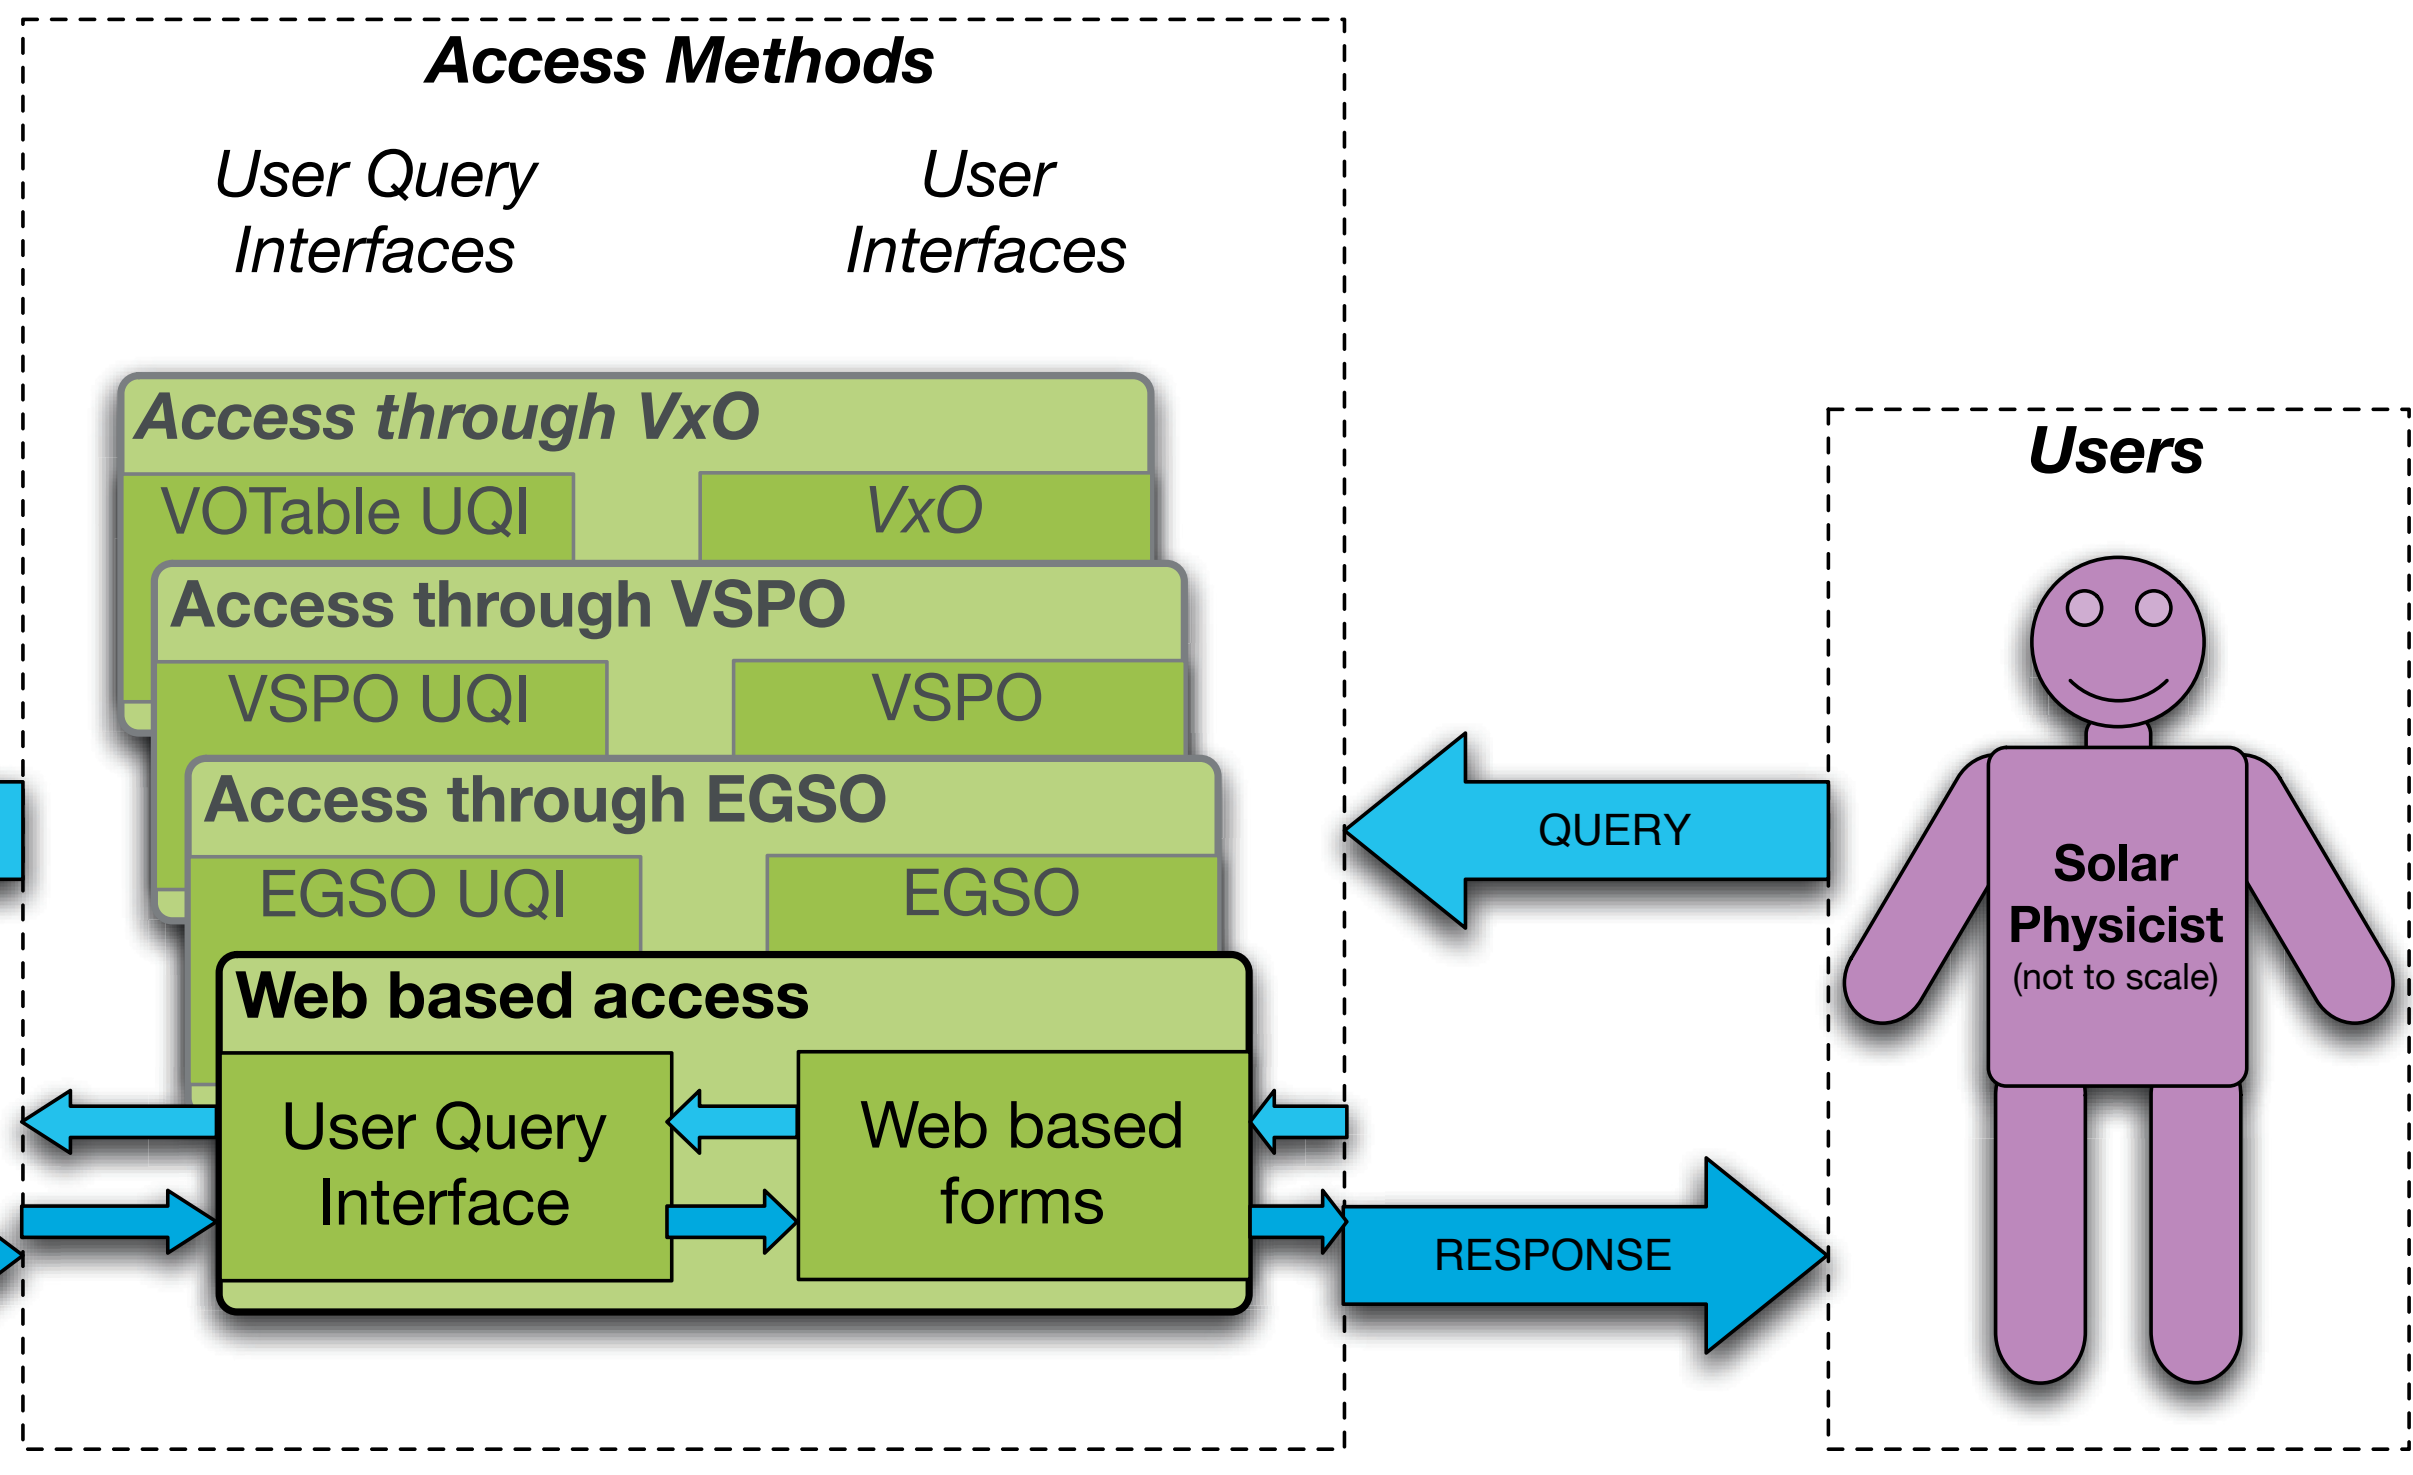 Access Methods
User Query
Interfaces
User
Interfaces
Access through VxO
VOTable UQI
VxO
Access through VSPO
VSPO UQI
VSPO
Access through EGSO
EGSO UQI
EGSO
Web based access
User Query
Interface
Web based
forms
QUERY
RESPONSE
Users
Solar
Physicist
(not to scale)